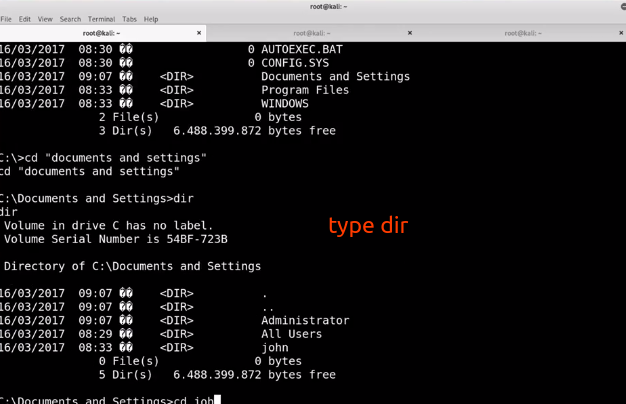 root@kali: ~
File Edit View Search Terminal Tabs Help
root@kali: ~ × root@kali: ~ × root@kali: ~ ×
16/03/2017 08:30 �� 0 AUTOEXEC.BAT
16/03/2017 08:30 �� 0 CONFIG.SYS
16/03/2017 09:07 �� <DIR> Documents and Settings
16/03/2017 08:33 �� <DIR> Program Files
16/03/2017 08:33 �� <DIR> WINDOWS
2 File(s) 0 bytes
3 Dir(s) 6.488.399.872 bytes free
C:\>cd "documents and settings"
cd "documents and settings"
C:\Documents and Settings>dir
dir
type dir
Volume in drive C has no label.
Volume Serial Number is 54BF-723B
Directory of C:\Documents and Settings
16/03/2017 09:07 �� <DIR> .
16/03/2017 09:07 �� <DIR> ..
16/03/2017 09:07 �� <DIR> Administrator
16/03/2017 08:29 �� <DIR> All Users
16/03/2017 08:33 �� <DIR> john
0 File(s) 0 bytes
5 Dir(s) 6.488.399.872 bytes free
C:\Documents and Settings>cd joh